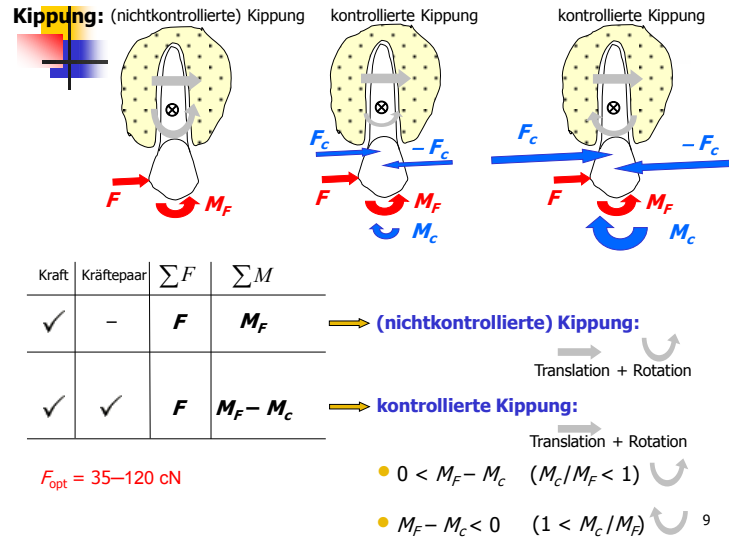 Kippung: (nichtkontrollierte) Kippung kontrollierte Kippung kontrollierte Kippung
F M_F
F_c – F_c
F M_F
M_c
F_c – F_c
F M_F
M_c
Kraft Kräftepaar ∑F ∑M
✓ – F M_F
(nichtkontrollierte) Kippung:
Translation + Rotation
✓ ✓ F M_F – M_c
kontrollierte Kippung:
Translation + Rotation
F_opt = 35–120 cN
• 0 < M_F – M_c (M_c/M_F < 1)
• M_F – M_c < 0 (1 < M_c/M_F)
9